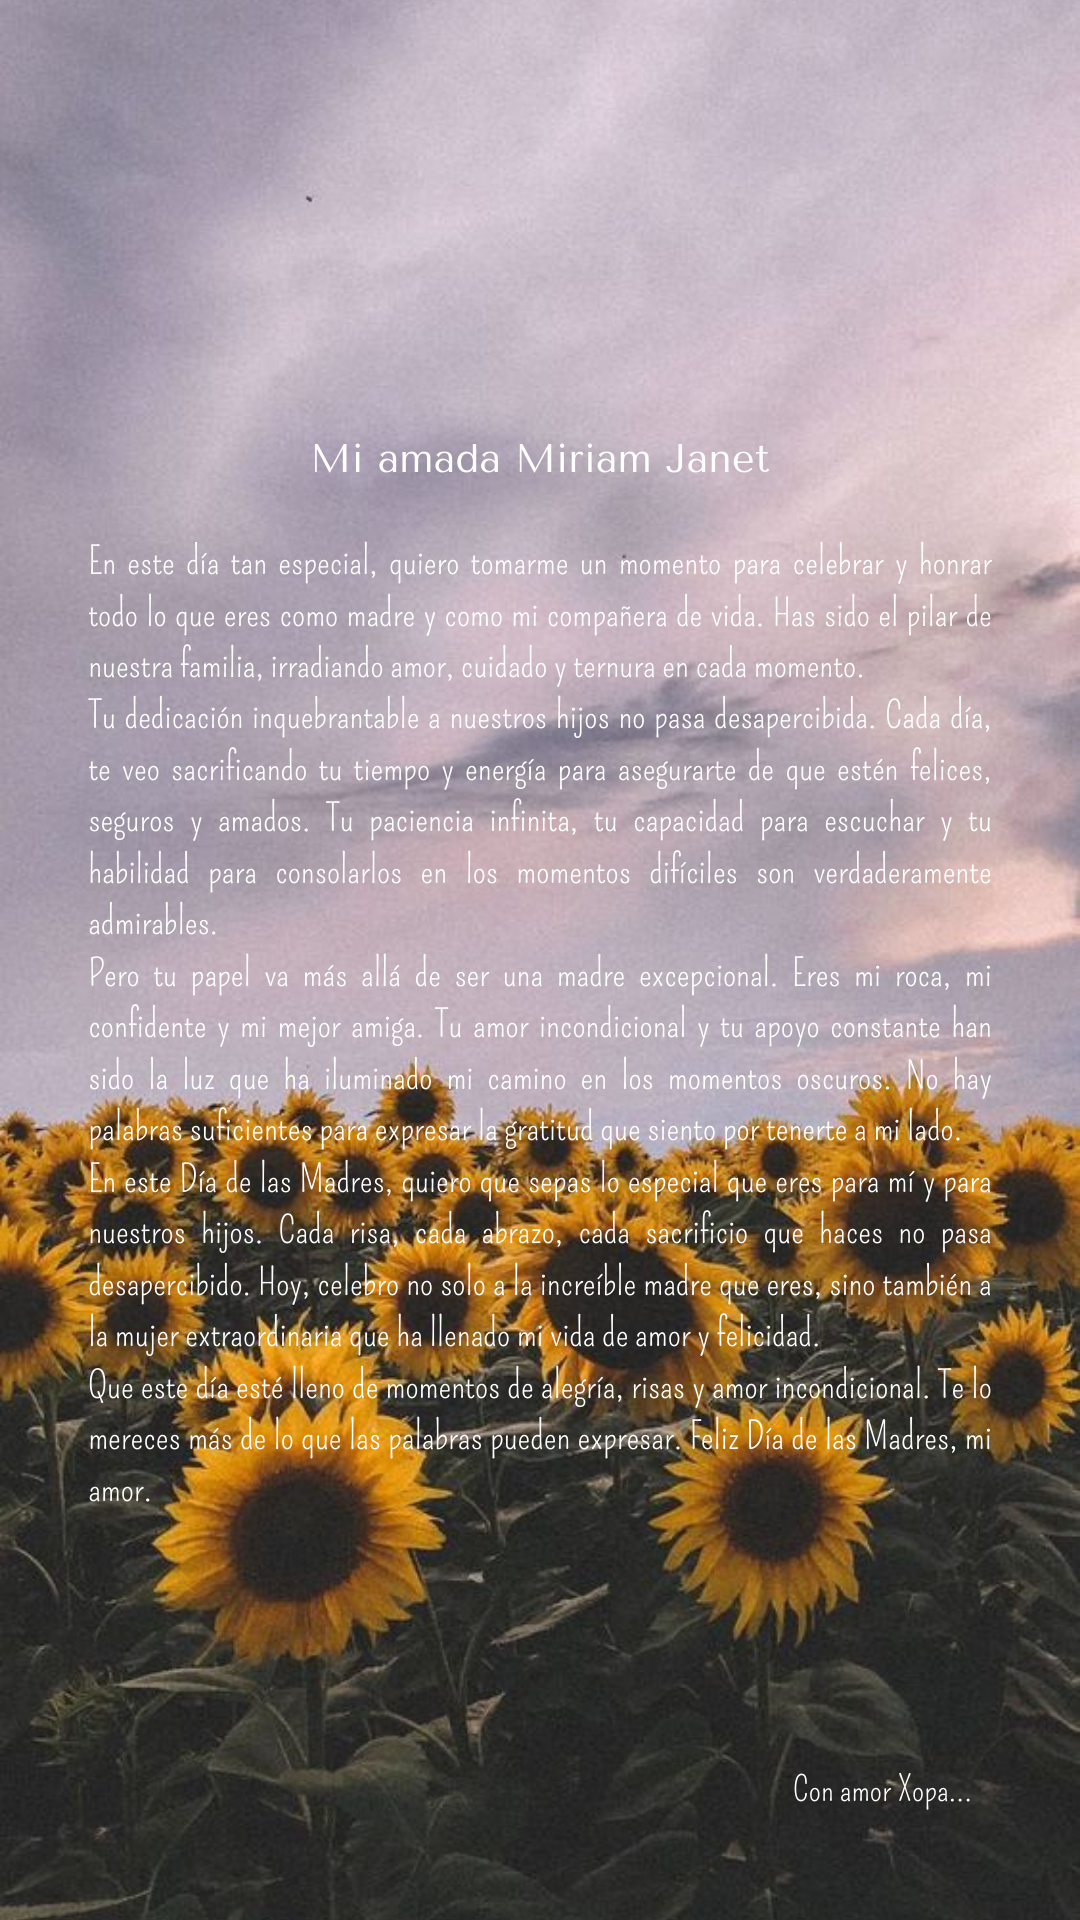 Mi amada Miriam Janet
En este día tan especial, quiero tomarme un momento para celebrar y honrar
todo lo que eres como madre y como mi compañera de vida. Has sido el pilar de
nuestra familia, irradiando amor, cuidado y ternura en cada momento.
Tu dedicación inquebrantable a nuestros hijos no pasa desapercibida. Cada día,
te veo sacrificando tu tiempo y energía para asegurarte de que estén felices,
seguros y amados. Tu paciencia infinita, tu capacidad para escuchar y tu
habilidad para consolarlos en los momentos difíciles son verdaderamente
admirables.
Pero tu papel va más allá de ser una madre excepcional. Eres mi roca, mi
confidente y mi mejor amiga. Tu amor incondicional y tu apoyo constante han
sido la luz que ha iluminado mi camino en los momentos oscuros. No hay
palabras suficientes para expresar la gratitud que siento por tenerte a mi lado.
En este Día de las Madres, quiero que sepas lo especial que eres para mí y para
nuestros hijos. Cada risa, cada abrazo, cada sacrificio que haces no pasa
desapercibido. Hoy, celebro no solo a la increíble madre que eres, sino también a
la mujer extraordinaria que ha llenado mi vida de amor y felicidad.
Que este día esté lleno de momentos de alegría, risas y amor incondicional. Te lo
mereces más de lo que las palabras pueden expresar. Feliz Día de las Madres, mi
amor.
Con amor Xopa...